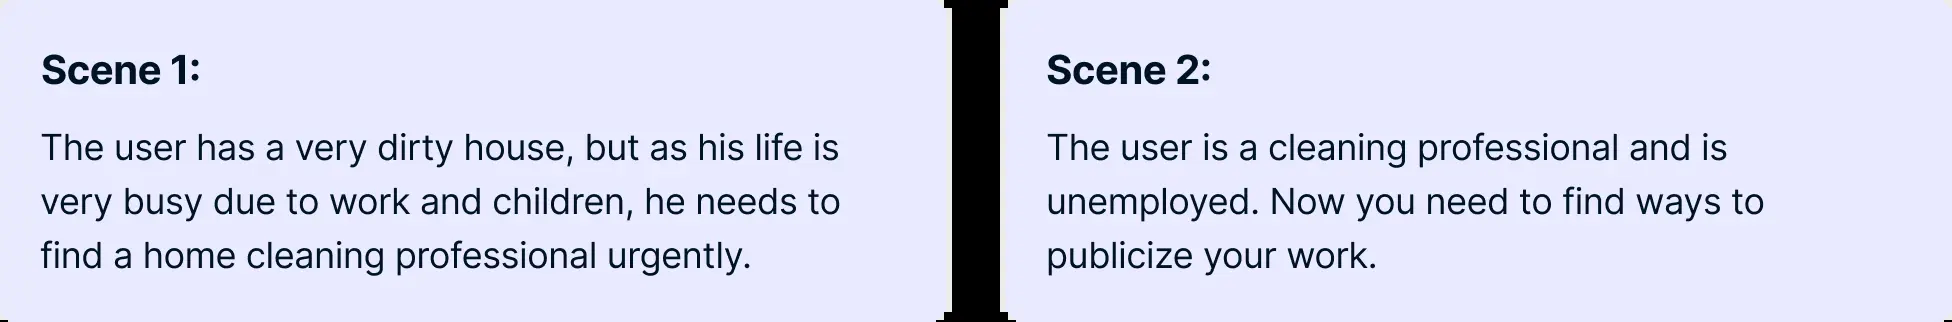 Scene 1:
The user has a very dirty house, but as his life is
very busy due to work and children, he needs to
find a home cleaning professional urgently.
Scene 2:
The user is a cleaning professional and is
unemployed. Now you need to find ways to
publicize your work.